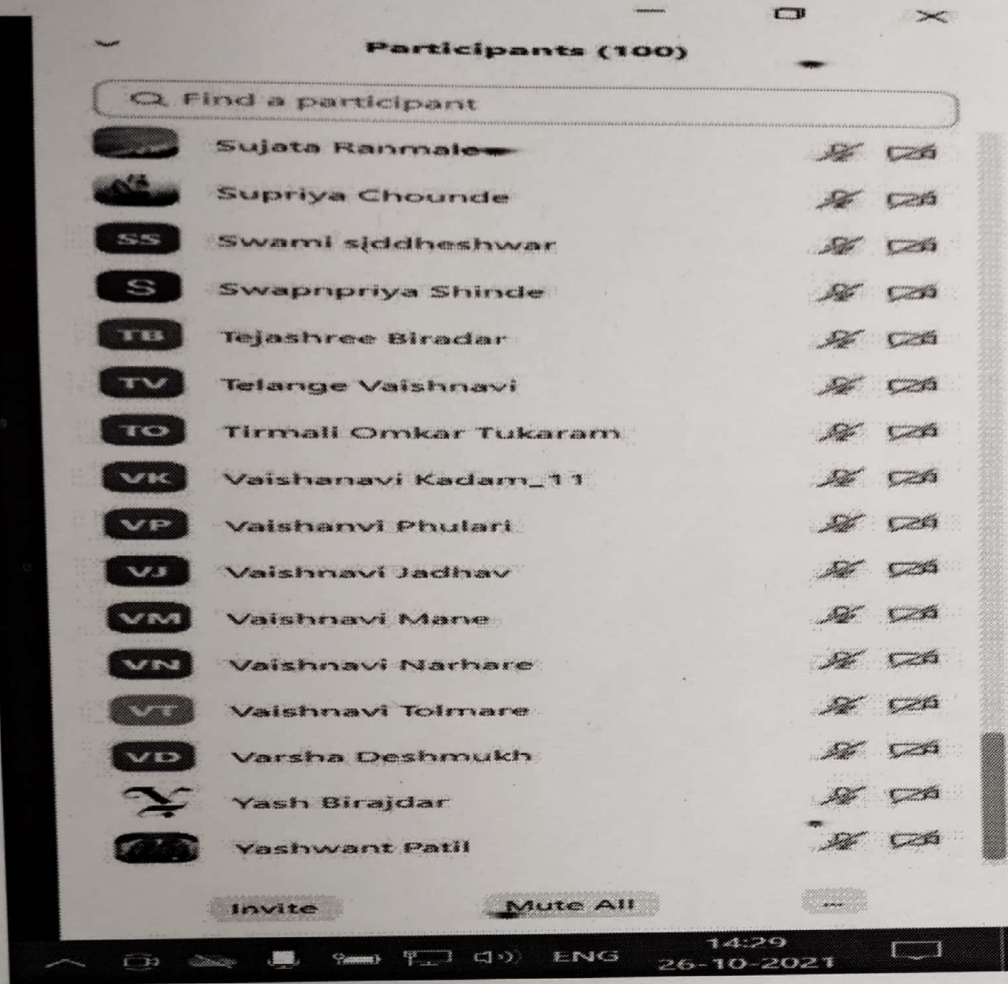 Participants (100)
Find a participant
Sujata Ranmale
Supriya Chounde
SS Swami siddheshwar
S Swapnpriya Shinde
TB Tejashree Biradar
TV Telange Vaishnavi
TO Tirmali Omkar Tukaram
VK Vaishanavi Kadam_11
VP Vaishanvi Phulari
VJ Vaishnavi Jadhav
VM Vaishnavi Mane
VN Vaishnavi Narhare
VT Vaishnavi Tolmare
VD Varsha Deshmukh
Yash Birajdar
Yashwant Patil
Invite Mute All ...
ENG 14:29
26-10-2021